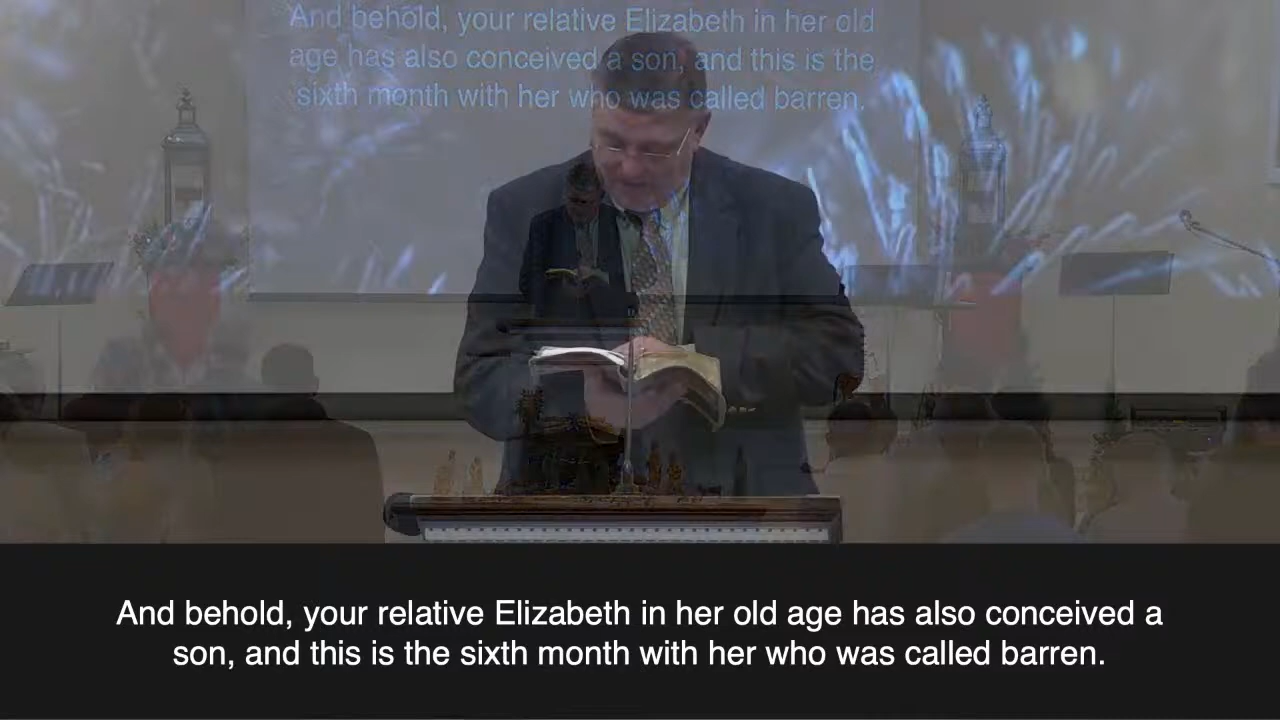 And behold, your relative Elizabeth in her old
age has also conceived a son, and this is the
sixth month with her who was called barren.
And behold, your relative Elizabeth in her old age has also conceived a
son, and this is the sixth month with her who was called barren.